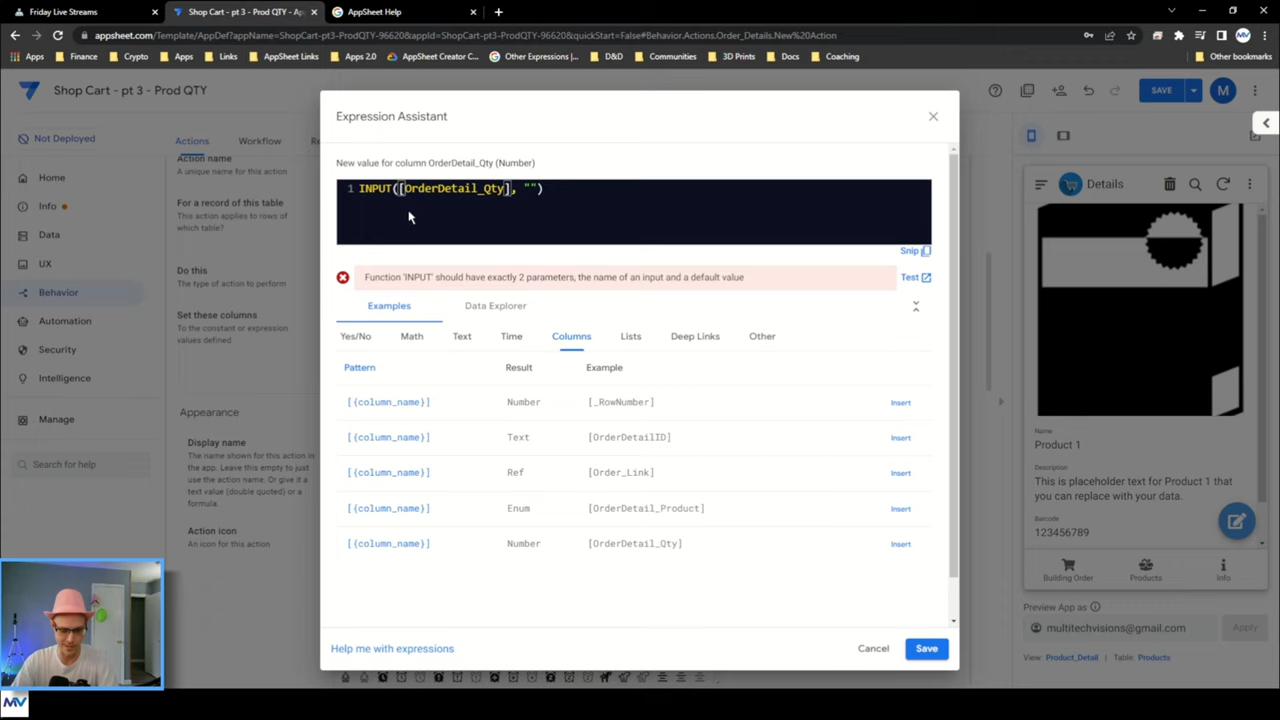 Friday Live Streams
Shop Cart - pt 3 - Prod QTY - Ap
AppSheet Help
appsheet.com/Template/AppDef?appName=ShopCart-pt3-ProdQTY-96620&appId=ShopCart-pt3-ProdQTY-96620&quickStart=False#Behavior.Actions.Order_Details.New%20Action
Apps
Finance
Crypto
Apps
Links
AppSheet Links
Apps 2.0
AppSheet Creator C...
Other Expressions |...
D&D
Communities
3D Prints
Docs
Coaching
Other bookmarks
Shop Cart - pt 3 - Prod QTY
SAVE
M
Not Deployed
Home
Info
Data
UX
Behavior
Automation
Security
Intelligence
Manage
Search for help
Actions
Workflow
Action name
A unique name for this action
For a record of this table
This action applies to rows of
which table?
Do this
The type of action to perform
Set these columns
To the constant or expression
values defined
Appearance
Display name
The name shown for this action in
the app. Leave this empty to just
use the action name. Or give it a
text value (double quoted) or a
formula.
Action icon
An icon for this action
Expression Assistant
New value for column OrderDetail_Qty (Number)
1 INPUT([OrderDetail_Qty], "")
Snip
Function 'INPUT' should have exactly 2 parameters, the name of an input and a default value
Test
Examples
Data Explorer
Yes/No
Math
Text
Time
Columns
Lists
Deep Links
Other
Pattern
Result
Example
[{column_name}]
Number
[_RowNumber]
Insert
[{column_name}]
Text
[OrderDetailID]
Insert
[{column_name}]
Ref
[Order_Link]
Insert
[{column_name}]
Enum
[OrderDetail_Product]
Insert
[{column_name}]
Number
[OrderDetail_Qty]
Insert
Help me with expressions
Cancel
Save
Details
Name
Product 1
Description
This is placeholder text for Product 1 that
you can replace with your data.
Barcode
123456789
Building Order
Products
Info
Preview App as
multitechvisions@gmail.com
Apply
View: Product_Detail
Table: Products
MV